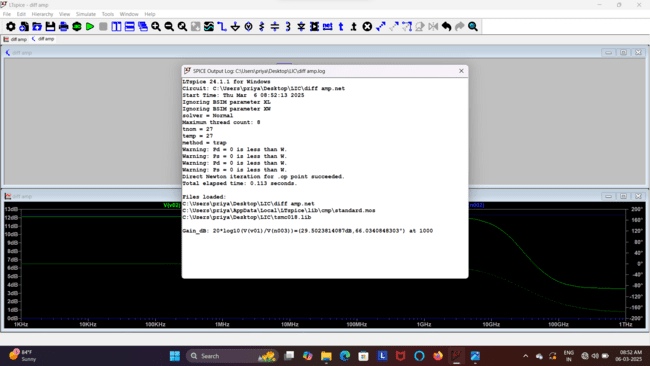 LTspice - diff amp
File Edit Hierarchy View Simulate Tools Window Help
diff amp diff amp
diff amp
SPICE Output Log: C:\Users\priya\Desktop\LIC\diff amp.log
LTspice 24.1.1 for Windows
Circuit: C:\Users\priya\Desktop\LIC\diff amp.net
Start Time: Thu Mar 6 08:52:13 2025
Ignoring BSIM parameter XL
Ignoring BSIM parameter XW
solver = Normal
Maximum thread count: 8
tnom = 27
temp = 27
method = trap
Warning: Pd = 0 is less than W.
Warning: Ps = 0 is less than W.
Warning: Pd = 0 is less than W.
Warning: Ps = 0 is less than W.
Direct Newton iteration for .op point succeeded.
Total elapsed time: 0.113 seconds.
Files loaded:
C:\Users\priya\Desktop\LIC\diff amp.net
C:\Users\priya\AppData\Local\LTspice\lib\cmp\standard.mos
C:\Users\priya\Desktop\LIC\tsmc018.lib
Gain_dB: 20*log10(V(v01)/V(n003))=(29.5023814087dB,66.0340848303°) at 1000
diff amp
13dB 200°
12dB 160°
11dB
10dB 120°
9dB 80°
8dB
7dB 40°
6dB 0°
5dB -40°
4dB
3dB -80°
2dB -120°
1dB -160°
0dB -200°
1KHz 10KHz 100KHz 1MHz 10MHz 100MHz 1GHz 10GHz 100GHz 1THz
84°F
Sunny
Search
ENG
IN
08:52 AM
06-03-2025